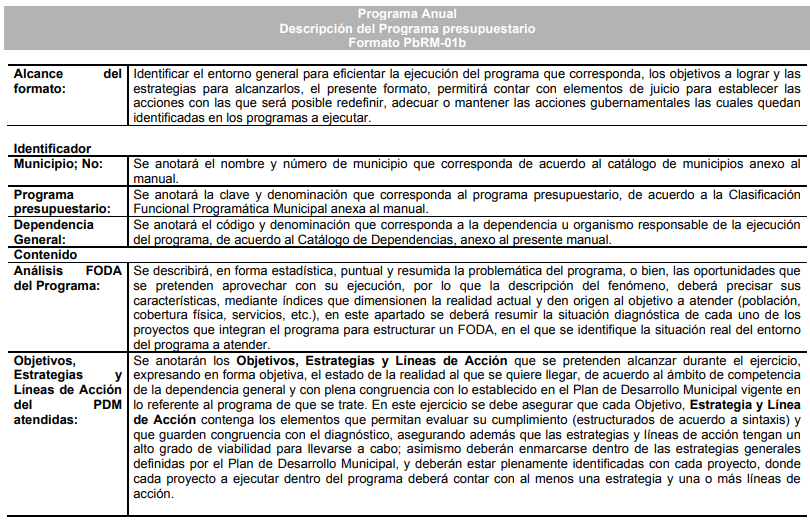 Programa Anual
Descripción del Programa presupuestario
Formato PbRM-01b
Alcance del formato: Identificar el entorno general para eficientar la ejecución del programa que corresponda, los objetivos a lograr y las
estrategias para alcanzarlos, el presente formato, permitirá contar con elementos de juicio para establecer las
acciones con las que será posible redefinir, adecuar o mantener las acciones gubernamentales las cuales quedan
identificadas en los programas a ejecutar.
Identificador
Municipio; No: Se anotará el nombre y número de municipio que corresponda de acuerdo al catálogo de municipios anexo al
manual.
Programa presupuestario: Se anotará la clave y denominación que corresponda al programa presupuestario, de acuerdo a la Clasificación
Funcional Programática Municipal anexa al manual.
Dependencia General: Se anotará el código y denominación que corresponda a la dependencia u organismo responsable de la ejecución
del programa, de acuerdo al Catálogo de Dependencias, anexo al presente manual.
Contenido
Análisis FODA del Programa: Se describirá, en forma estadística, puntual y resumida la problemática del programa, o bien, las oportunidades que
se pretenden aprovechar con su ejecución, por lo que la descripción del fenómeno, deberá precisar sus
características, mediante índices que dimensionen la realidad actual y den origen al objetivo a atender (población,
cobertura física, servicios, etc.), en este apartado se deberá resumir la situación diagnóstica de cada uno de los
proyectos que integran el programa para estructurar un FODA, en el que se identifique la situación real del entorno
del programa a atender.
Objetivos, Estrategias y Líneas de Acción del PDM atendidas: Se anotarán los Objetivos, Estrategias y Líneas de Acción que se pretenden alcanzar durante el ejercicio,
expresando en forma objetiva, el estado de la realidad al que se quiere llegar, de acuerdo al ámbito de competencia
de la dependencia general y con plena congruencia con lo establecido en el Plan de Desarrollo Municipal vigente en
lo referente al programa de que se trate. En este ejercicio se debe asegurar que cada Objetivo, Estrategia y Línea
de Acción contenga los elementos que permitan evaluar su cumplimiento (estructurados de acuerdo a sintaxis) y
que guarden congruencia con el diagnóstico, asegurando además que las estrategias y líneas de acción tengan un
alto grado de viabilidad para llevarse a cabo; asimismo deberán enmarcarse dentro de las estrategias generales
definidas por el Plan de Desarrollo Municipal, y deberán estar plenamente identificadas con cada proyecto, donde
cada proyecto a ejecutar dentro del programa deberá contar con al menos una estrategia y una o más líneas de
acción.